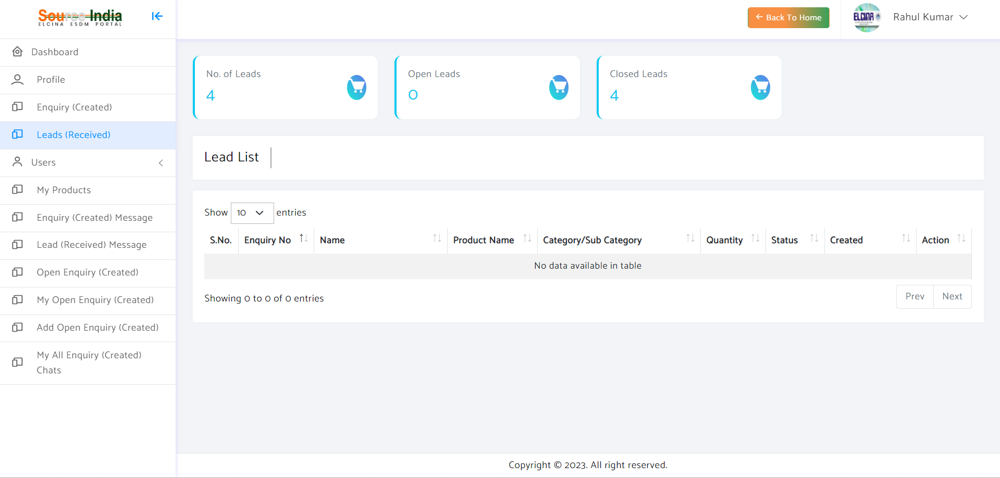 Source India
ELCINA ESDM PORTAL
Back To Home
ELCINA
Rahul Kumar
Dashboard
Profile
Enquiry (Created)
Leads (Received)
Users
My Products
Enquiry (Created) Message
Lead (Received) Message
Open Enquiry (Created)
My Open Enquiry (Created)
Add Open Enquiry (Created)
My All Enquiry (Created)
Chats
No. of Leads
4
Open Leads
0
Closed Leads
4
Lead List
Show 10 entries
S.No. Enquiry No Name Product Name Category/Sub Category Quantity Status Created Action
No data available in table
Showing 0 to 0 of 0 entries
Prev Next
Copyright © 2023. All right reserved.